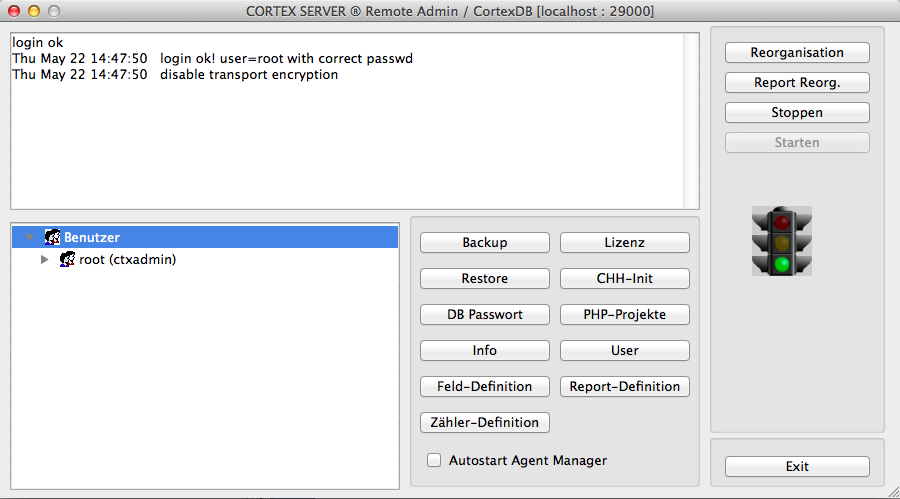 CORTEX SERVER ® Remote Admin / CortexDB [localhost : 29000]
login ok
Thu May 22 14:47:50 login ok! user=root with correct passwd
Thu May 22 14:47:50 disable transport encryption
Reorganisation
Report Reorg.
Stoppen
Starten
Benutzer
root (ctxadmin)
Backup
Lizenz
Restore
CHH-Init
DB Passwort
PHP-Projekte
Info
User
Feld-Definition
Report-Definition
Zähler-Definition
Autostart Agent Manager
Exit